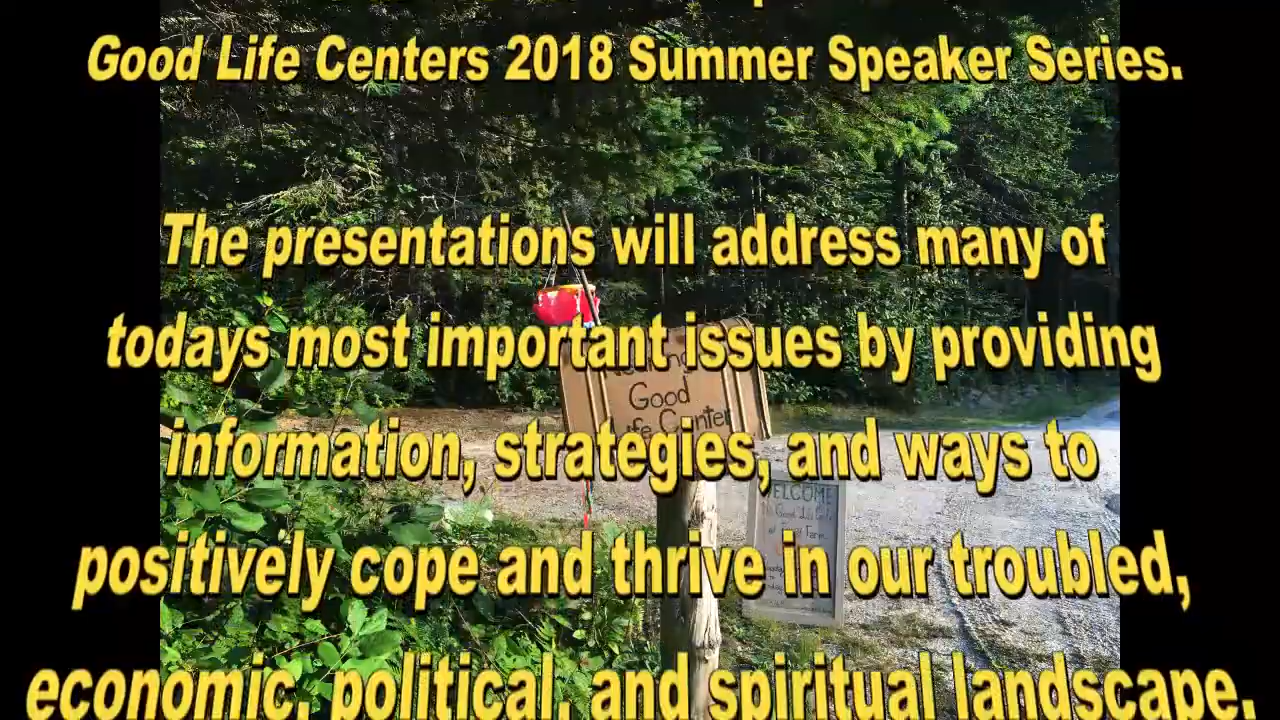 Good Life Centers 2018 Summer Speaker Series.
The presentations will address many of
todays most important issues by providing
Good
Center
information, strategies, and ways to
WELCOME
positively cope and thrive in our troubled,
economic, political, and spiritual landscape.